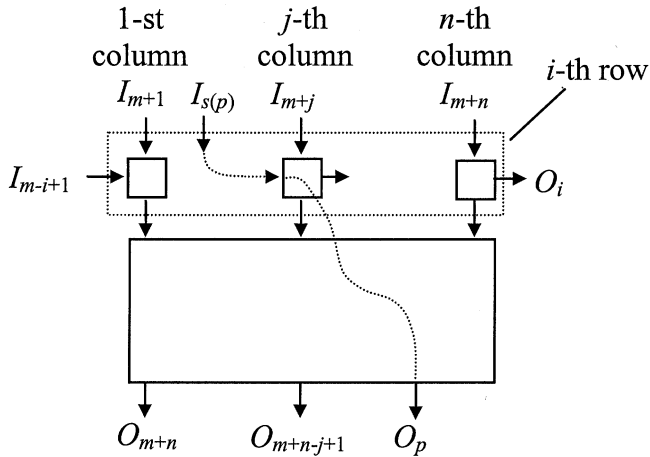 1-st column
j-th column
n-th column
i-th row
I_{m+1}
I_{s(p)}
I_{m+j}
I_{m+n}
I_{m-i+1}
O_i
O_{m+n}
O_{m+n-j+1}
O_p